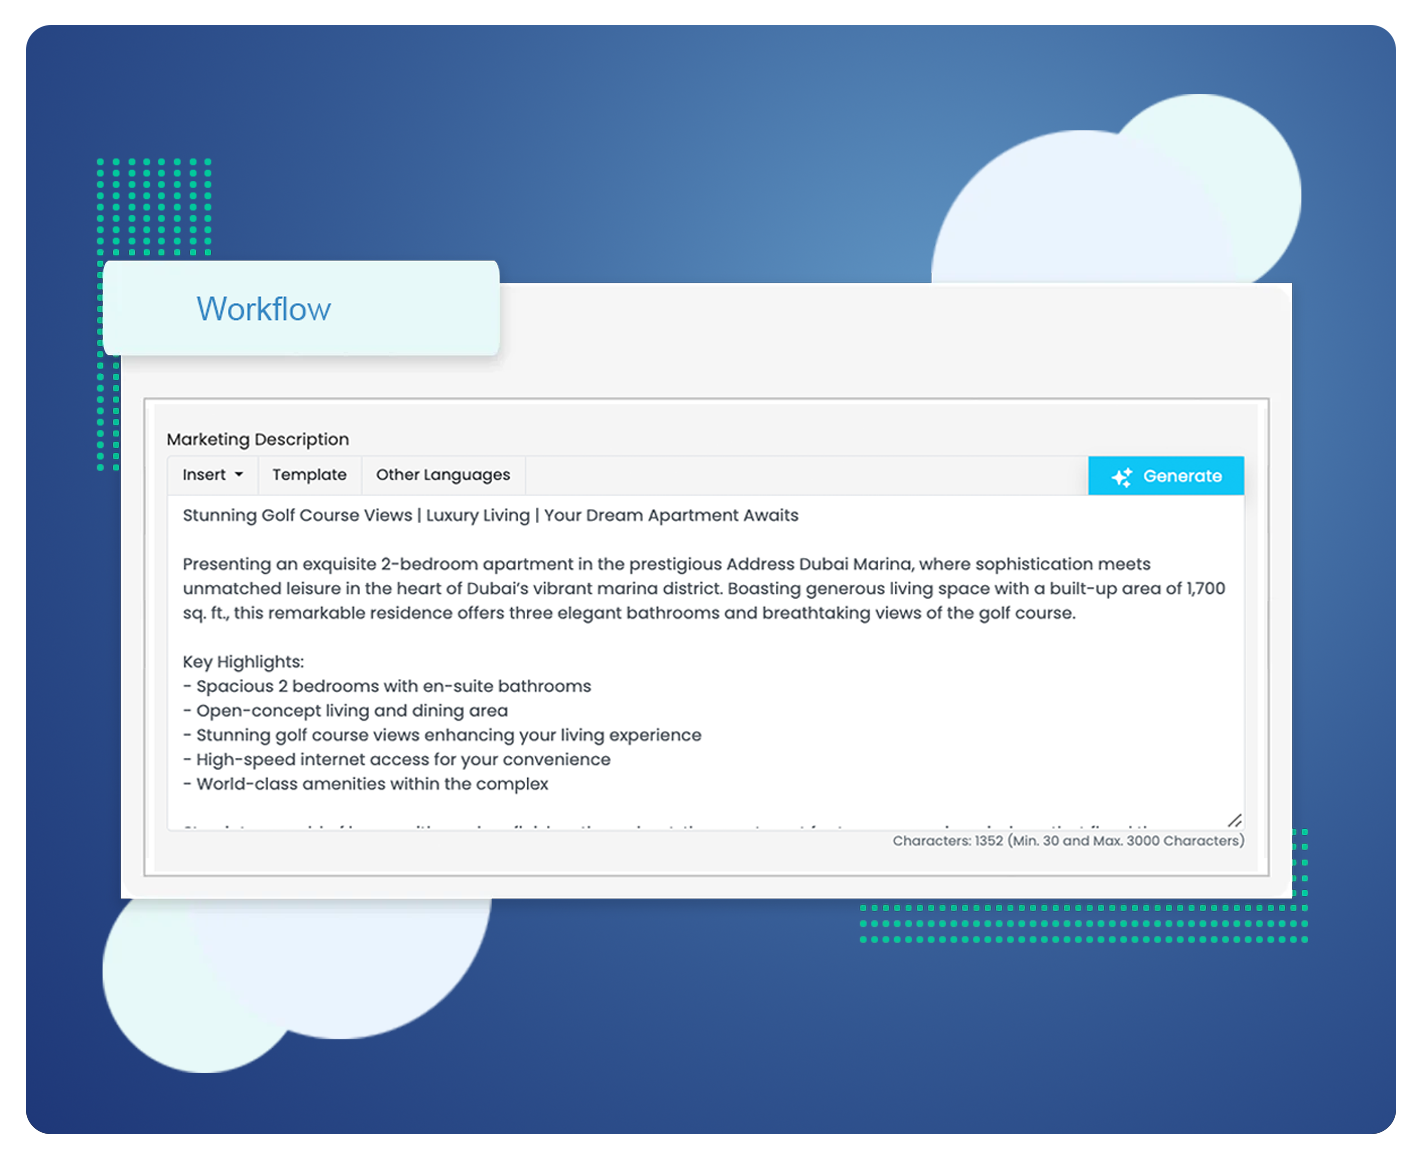 Workflow
Marketing Description
Insert
Template
Other Languages
Generate
Stunning Golf Course Views | Luxury Living | Your Dream Apartment Awaits
Presenting an exquisite 2-bedroom apartment in the prestigious Address Dubai Marina, where sophistication meets
unmatched leisure in the heart of Dubai’s vibrant marina district. Boasting generous living space with a built-up area of 1,700
sq. ft., this remarkable residence offers three elegant bathrooms and breathtaking views of the golf course.
Key Highlights:
- Spacious 2 bedrooms with en-suite bathrooms
- Open-concept living and dining area
- Stunning golf course views enhancing your living experience
- High-speed internet access for your convenience
- World-class amenities within the complex
Characters: 1352 (Min. 30 and Max. 3000 Characters)